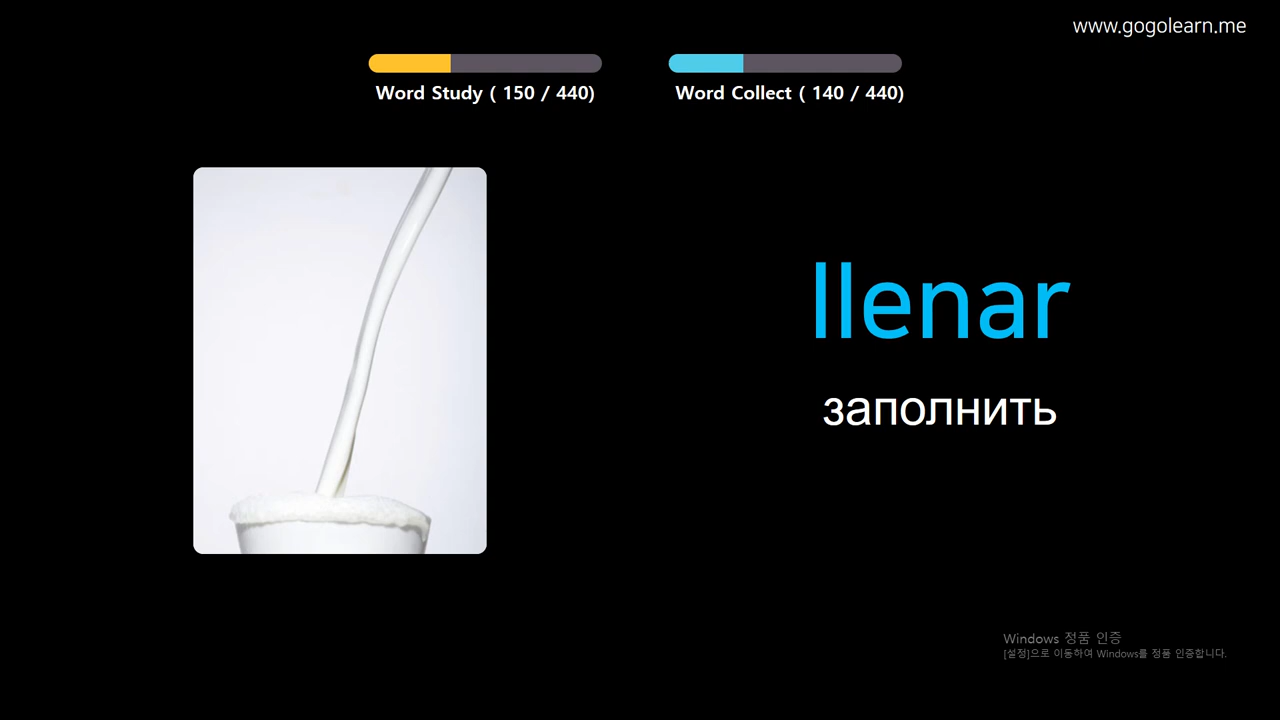 www.gogolearn.me
Word Study ( 150 / 440)
Word Collect ( 140 / 440)
llenar
заполнить
Windows 정품 인증
[설정]으로 이동하여 Windows를 정품 인증합니다.